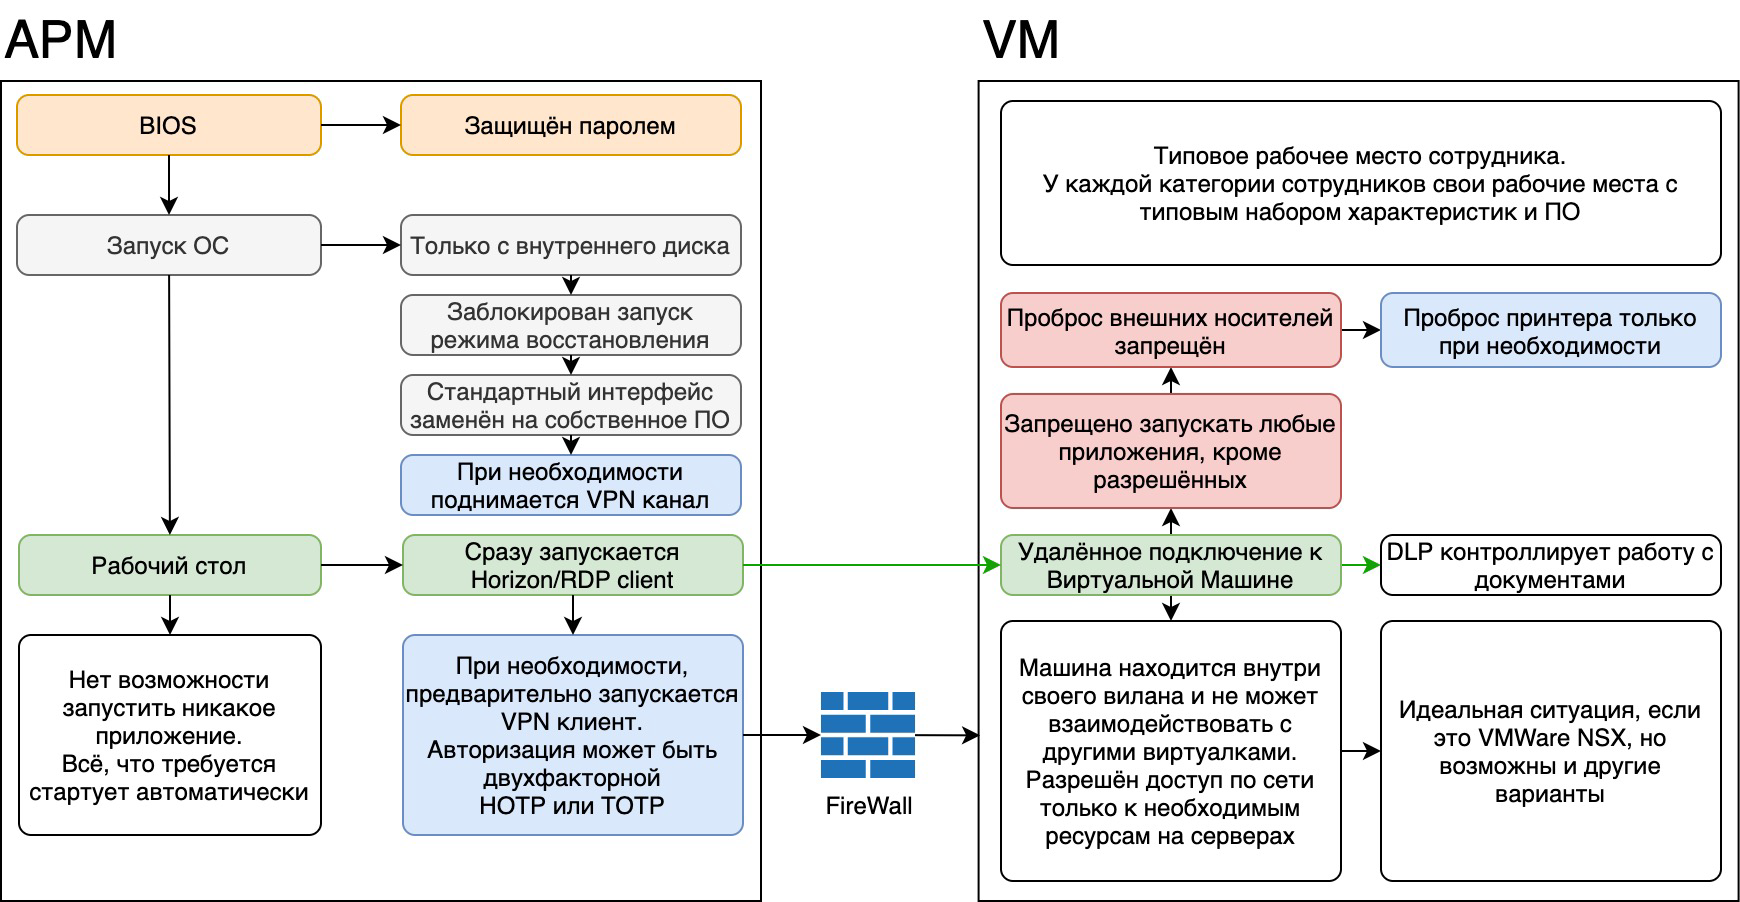 АРМ
BIOS
Защищён паролем
Запуск ОС
Только с внутреннего диска
Заблокирован запуск
режима восстановления
Стандартный интерфейс
заменён на собственное ПО
При необходимости
поднимается VPN канал
Рабочий стол
Сразу запускается
Horizon/RDP client
Нет возможности
запустить никакое
приложение.
Всё, что требуется
стартует автоматически
При необходимости,
предварительно запускается
VPN клиент.
Авторизация может быть
двухфакторной
HOTP или TOTP
FireWall
VM
Типовое рабочее место сотрудника.
У каждой категории сотрудников свои рабочие места с
типовым набором характеристик и ПО
Проброс внешних носителей
запрещён
Проброс принтера только
при необходимости
Запрещено запускать любые
приложения, кроме
разрешённых
Удалённое подключение к
Виртуальной Машине
DLP контроллирует работу с
документами
Машина находится внутри
своего вилана и не может
взаимодействовать с
другими виртуалками.
Разрешён доступ по сети
только к необходимым
ресурсам на серверах
Идеальная ситуация, если
это VMWare NSX, но
возможны и другие
варианты